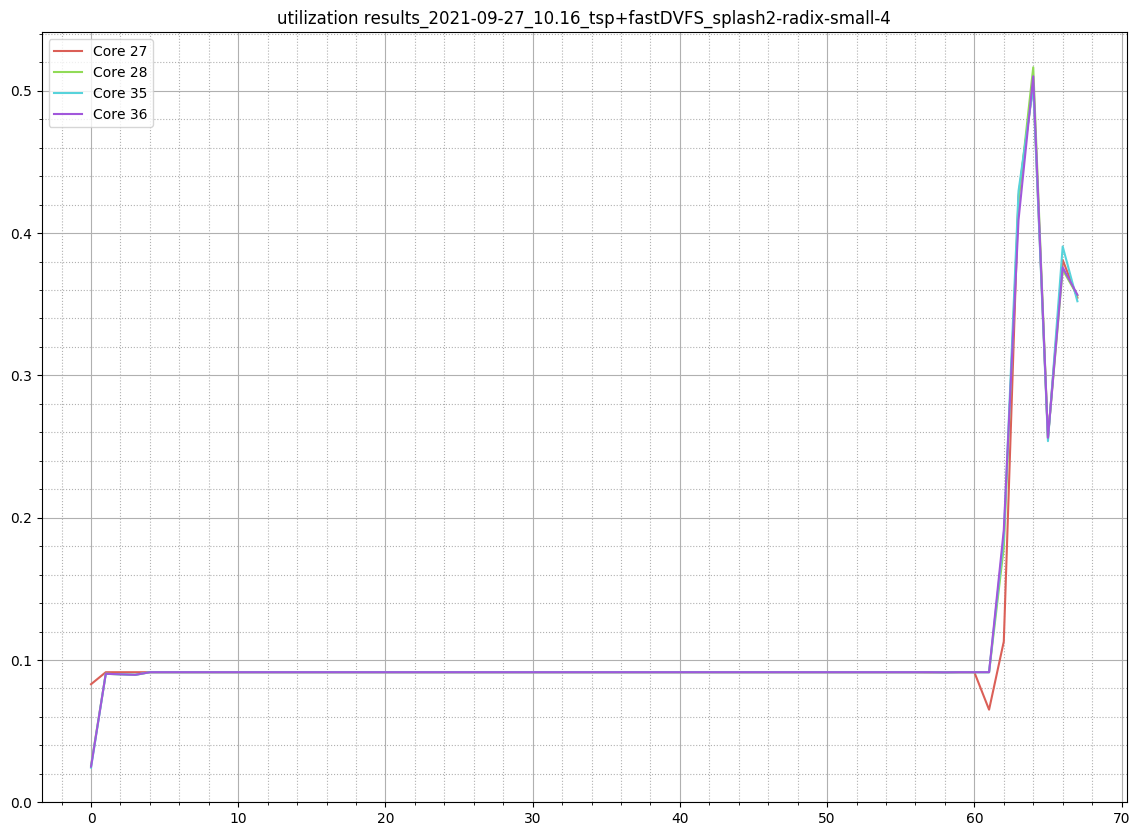 utilization results_2021-09-27_10.16_tsp+fastDVFS_splash2-radix-small-4
Core 27
Core 28
Core 35
Core 36
0.5
0.4
0.3
0.2
0.1
0.0
0 10 20 30 40 50 60 70